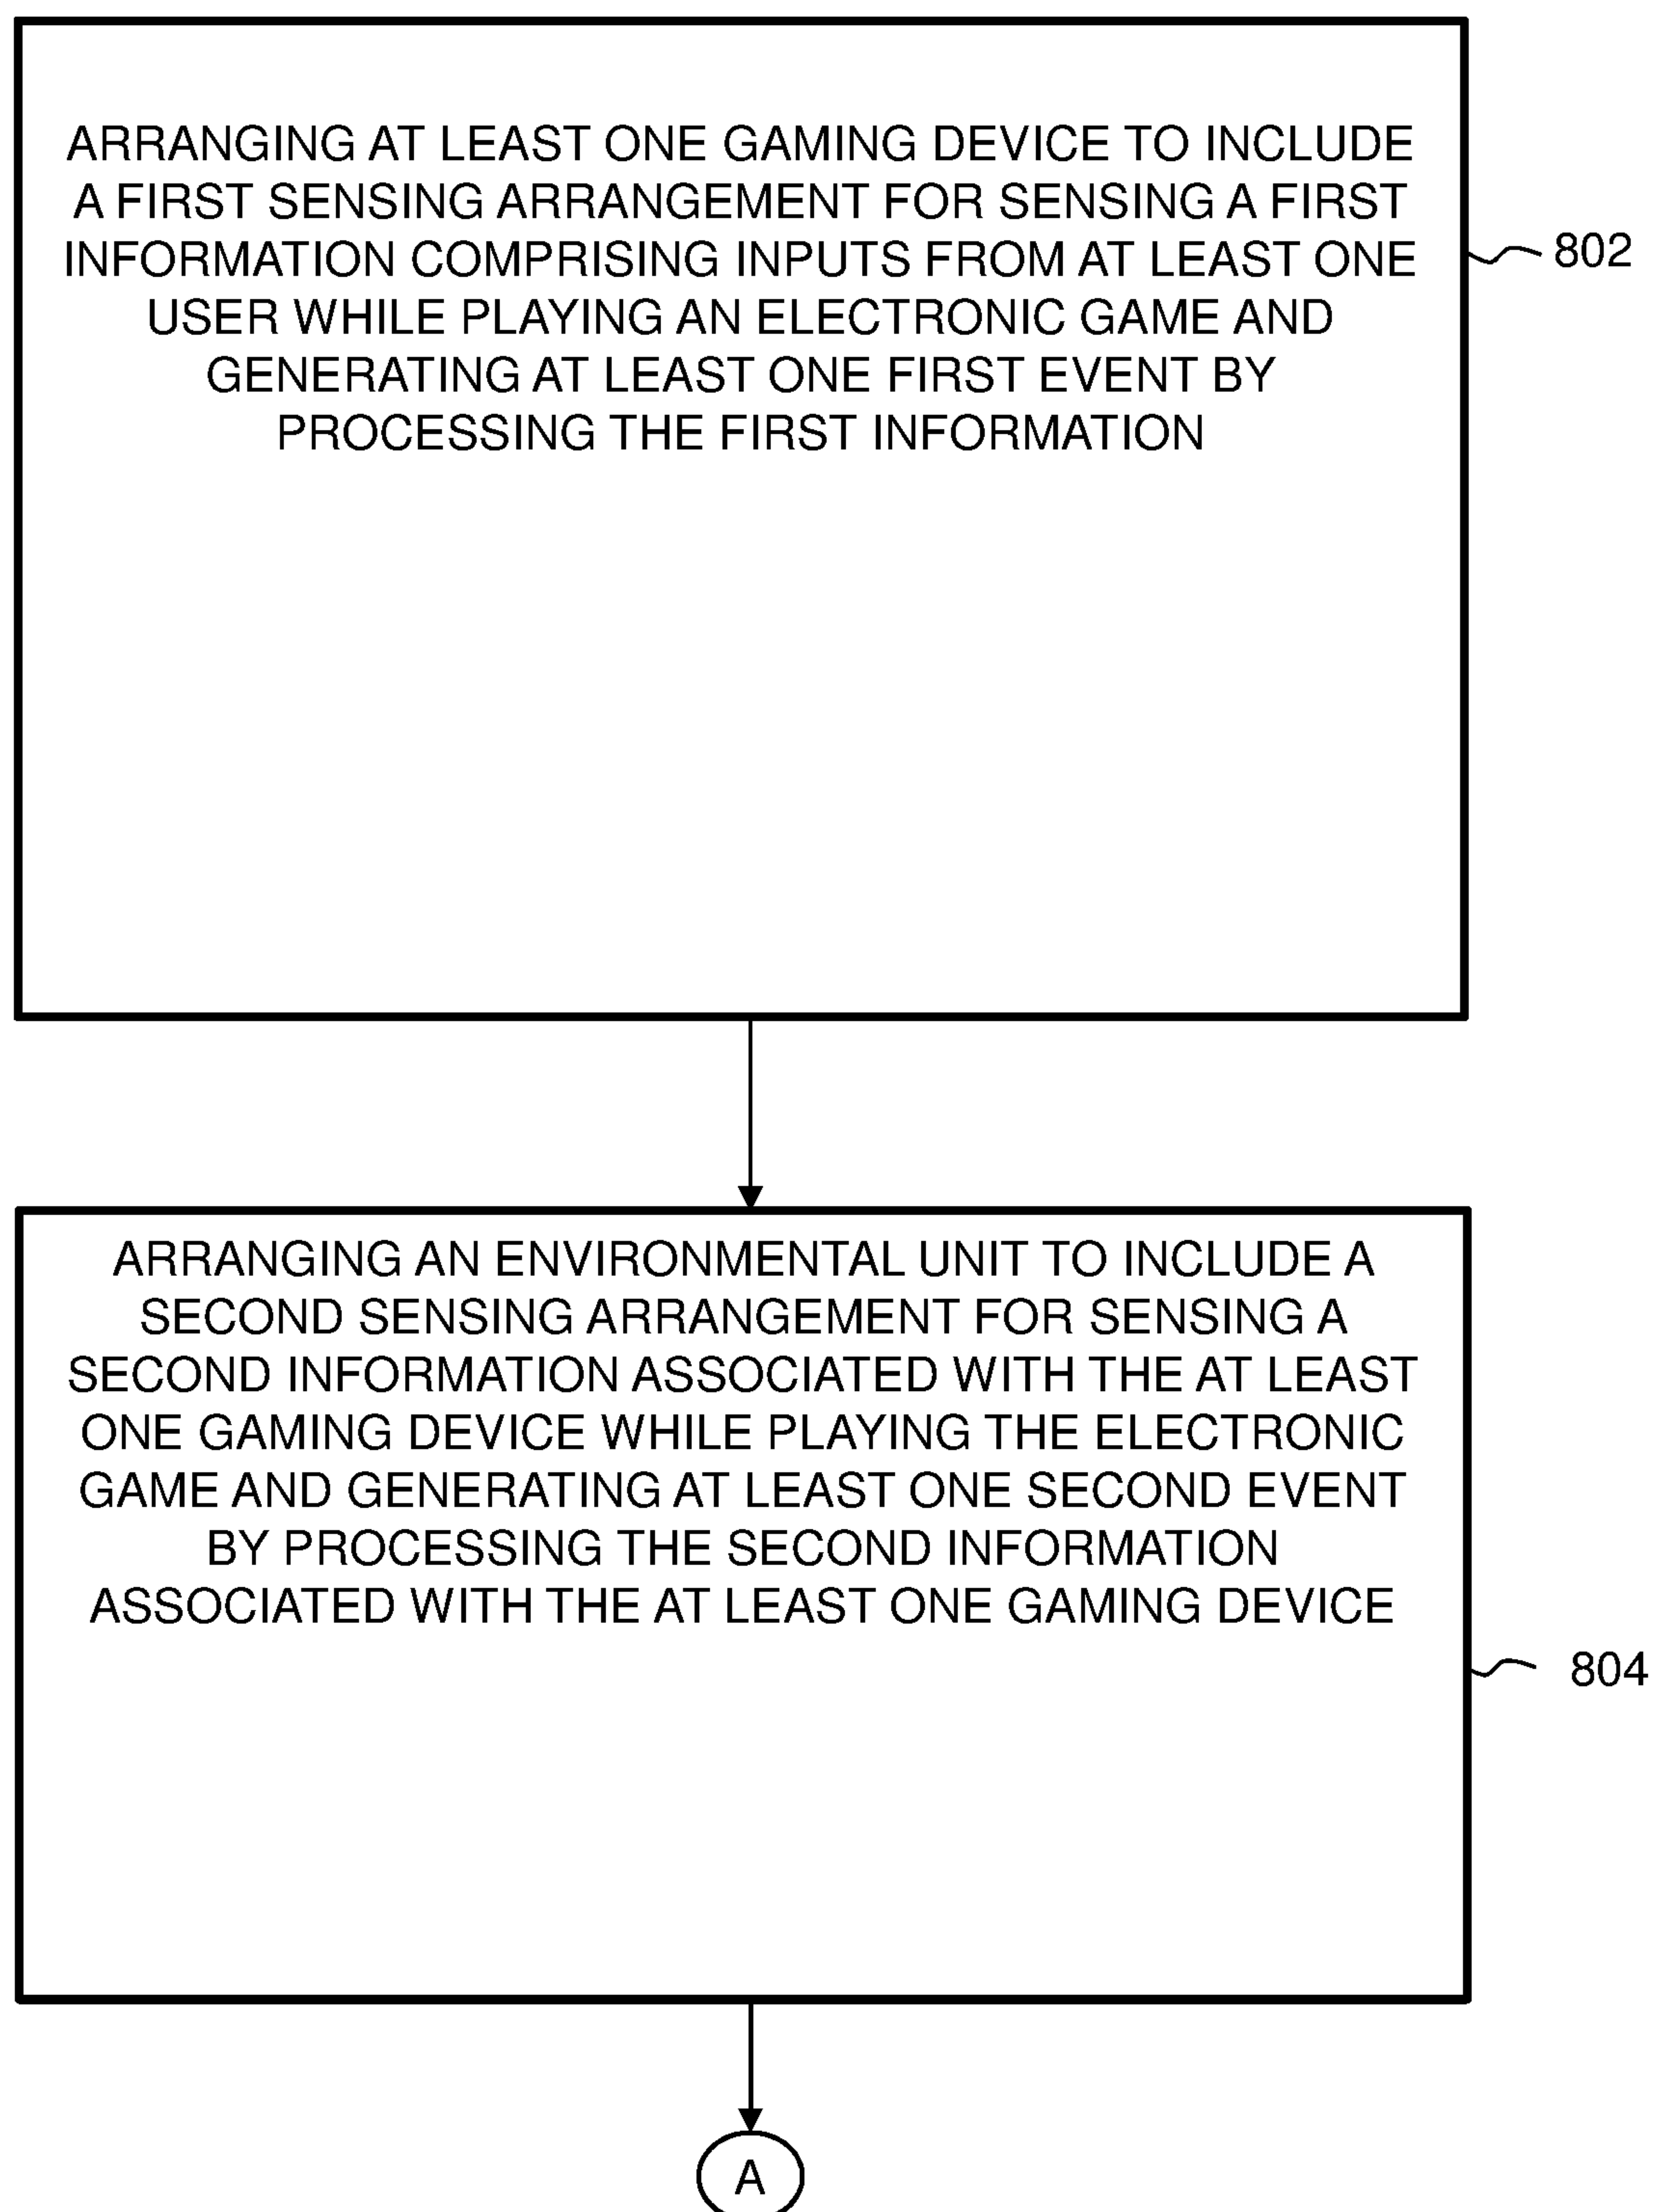 ARRANGING AT LEAST ONE GAMING DEVICE TO INCLUDE
A FIRST SENSING ARRANGEMENT FOR SENSING A FIRST
INFORMATION COMPRISING INPUTS FROM AT LEAST ONE
USER WHILE PLAYING AN ELECTRONIC GAME AND
GENERATING AT LEAST ONE FIRST EVENT BY
PROCESSING THE FIRST INFORMATION
802
ARRANGING AN ENVIRONMENTAL UNIT TO INCLUDE A
SECOND SENSING ARRANGEMENT FOR SENSING A
SECOND INFORMATION ASSOCIATED WITH THE AT LEAST
ONE GAMING DEVICE WHILE PLAYING THE ELECTRONIC
GAME AND GENERATING AT LEAST ONE SECOND EVENT
BY PROCESSING THE SECOND INFORMATION
ASSOCIATED WITH THE AT LEAST ONE GAMING DEVICE
804
A